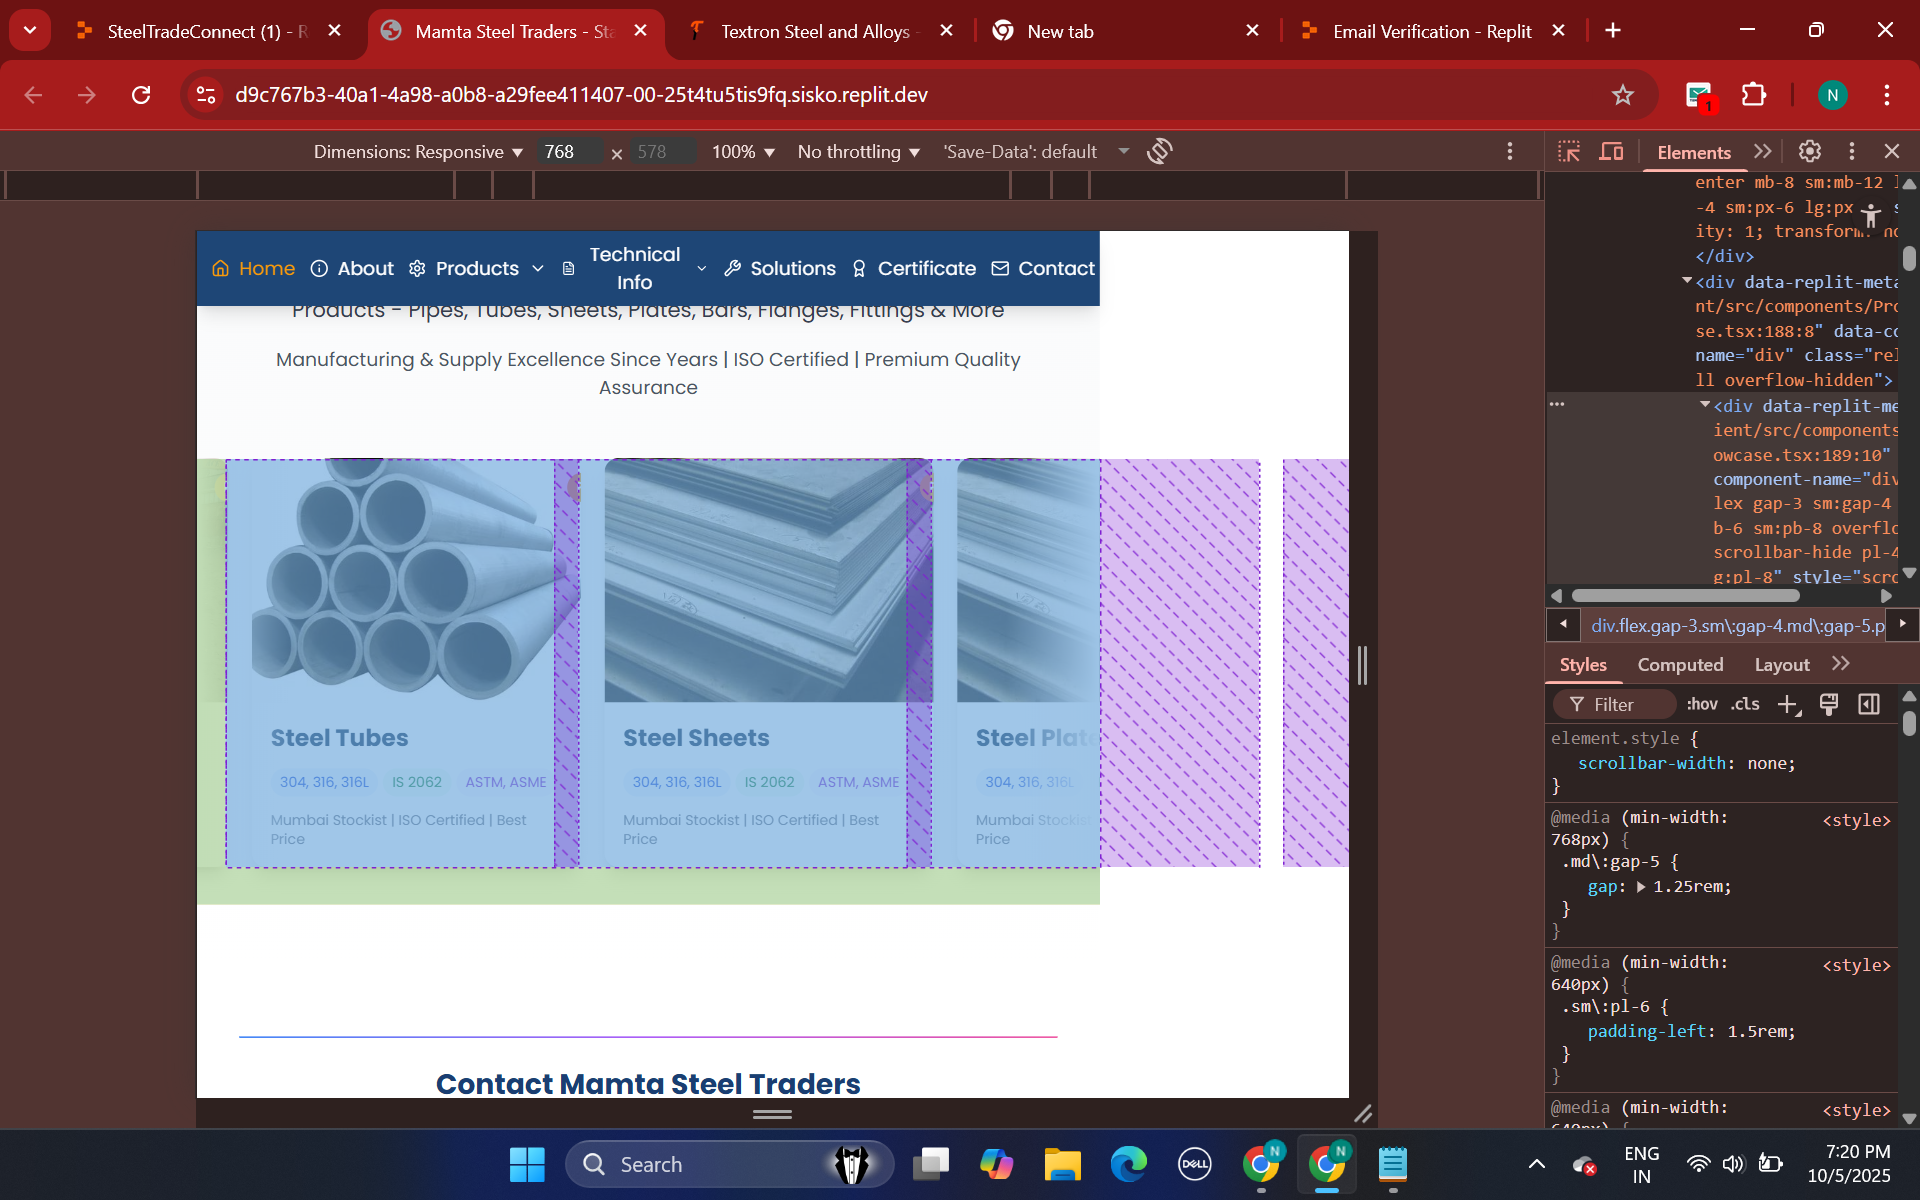 SteelTradeConnect (1) - R
Mamta Steel Traders - Sta
Textron Steel and Alloys -
New tab
Email Verification - Replit
d9c767b3-40a1-4a98-a0b8-a29fee411407-00-25t4tu5tis9fq.sisko.replit.dev
1
N
Dimensions: Responsive
768
×
578
100%
No throttling
'Save-Data': default
Elements
Home
About
Products
Technical
Info
Solutions
Certificate
Contact
Products - Pipes, Tubes, Sheets, Plates, Bars, Flanges, Fittings & More
Manufacturing & Supply Excellence Since Years | ISO Certified | Premium Quality
Assurance
Steel Tubes
304, 316, 316L
IS 2062
ASTM, ASME
Mumbai Stockist | ISO Certified | Best
Price
Steel Sheets
304, 316, 316L
IS 2062
ASTM, ASME
Mumbai Stockist | ISO Certified | Best
Price
Steel Plate
304, 316, 316L
Mumbai Stockis
Price
Contact Mamta Steel Traders
enter mb-8 sm:mb-12 l
-4 sm:px-6 lg:px
ity: 1; transform: no
</div>
<div data-replit-meta
nt/src/components/Pro
se.tsx:188:8" data-co
name="div" class="rel
ll overflow-hidden">
<div data-replit-me
ient/src/components
owcase.tsx:189:10"
component-name="div
lex gap-3 sm:gap-4
b-6 sm:pb-8 overflo
scrollbar-hide pl-4
g:pl-8" style="scro
div.flex.gap-3.sm\:gap-4.md\:gap-5.p
Styles
Computed
Layout
Filter
:hov
.cls
element.style {
scrollbar-width: none;
}
@media (min-width:
768px) {
<style>
.md\:gap-5 {
gap: 1.25rem;
}
}
@media (min-width:
640px) {
<style>
.sm\:pl-6 {
padding-left: 1.5rem;
}
}
@media (min-width:
<style>
640px) {
Search
DELL
N
N
ENG
IN
7:20 PM
10/5/2025